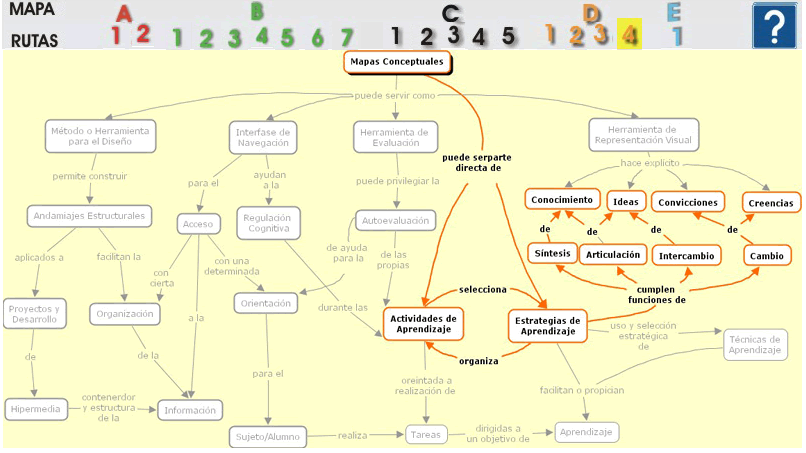 MAPA A B C D E ?
RUTAS 1 2 1 2 3 4 5 6 7 1 2 3 4 5 1 2 3 4 1
Mapas Conceptuales
puede servir como
Método o Herramienta
para el Diseño
Interfase de
Navegación
Herramienta de
Evaluación
Herramienta de
Representación Visual
puede serparte
directa de
hace explícito
permite construir
para el
ayudan
a la
puede privilegiar la
Conocimiento
Ideas
Convicciones
Creencias
Andamiajes Estructurales
Acceso
Regulación
Cognitiva
Autoevaluación
de
de
de
de
aplicados a
facilitan la
con
cierta
con una
determinada
de ayuda
para la
de las
propias
Síntesis
Articulación
Intercambio
Cambio
selecciona
cumplen
funciones de
Proyectos y
Desarrollo
Organización
a la
Orientación
durante las
Actividades de
Aprendizaje
Estrategias de
Aprendizaje
uso y selección
estratégica
de
Técnicas de
Aprendizaje
organiza
de
de la
para el
oreintada a
realización de
facilitan o propician
Hipermedia
contenerdor
y estructura
de la
Información
Sujeto/Alumno
realiza
Tareas
dirigidas a
un objetivo de
Aprendizaje